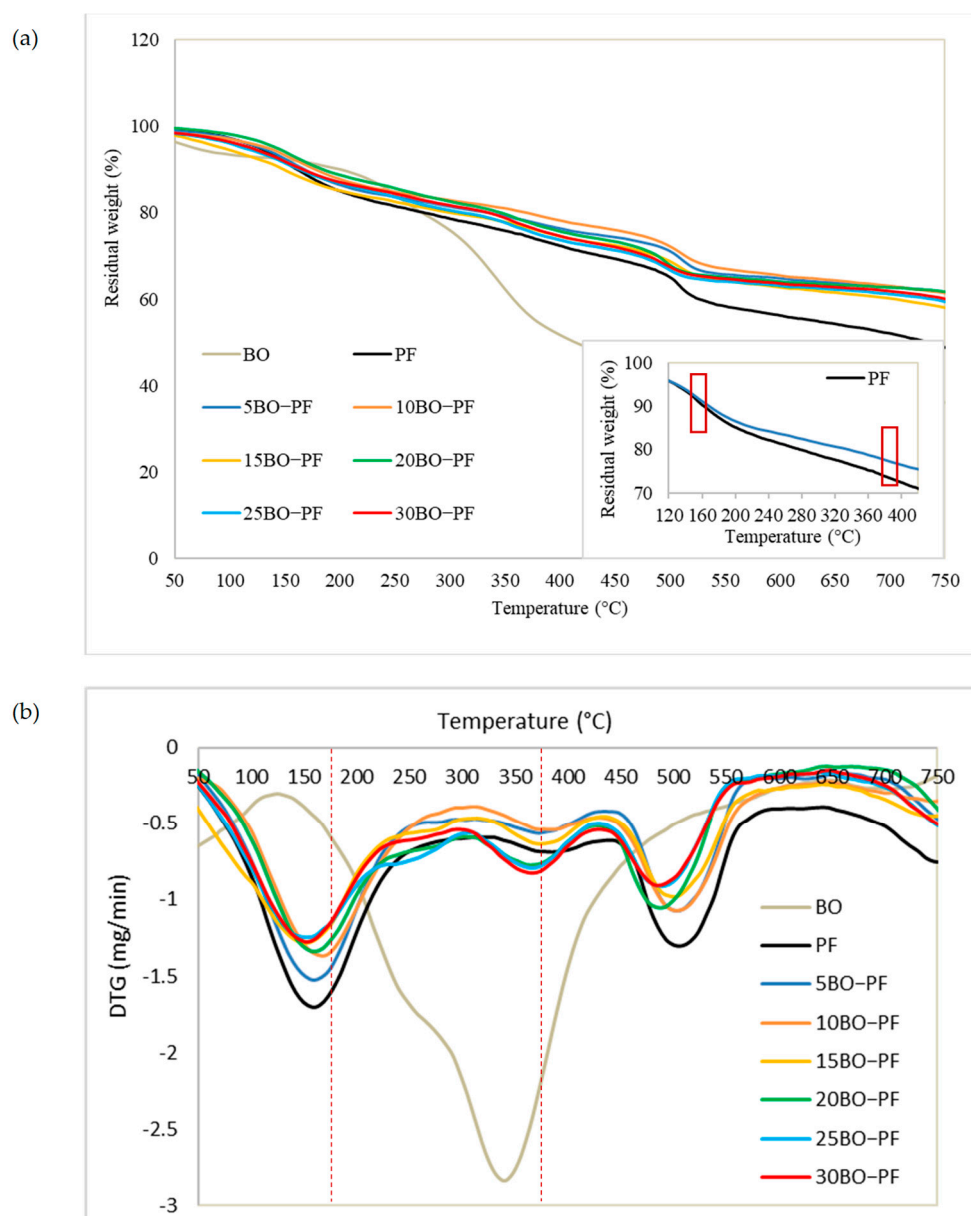 (a)
120
100
80
60
40
20
0
Residual weight (%)
BO PF
5BO−PF 10BO−PF
15BO−PF 20BO−PF
25BO−PF 30BO−PF
100
90
80
70
Residual weight (%)
PF
120 160 200 240 280 320 360 400
Temperature (°C)
50 100 150 200 250 300 350 400 450 500 550 600 650 700 750
Temperature (°C)
(b)
Temperature (°C)
0
50 100 150 200 250 300 350 400 450 500 550 600 650 700 750
-0.5
-1
-1.5
-2
-2.5
-3
DTG (mg/min)
BO
PF
5BO−PF
10BO−PF
15BO−PF
20BO−PF
25BO−PF
30BO−PF